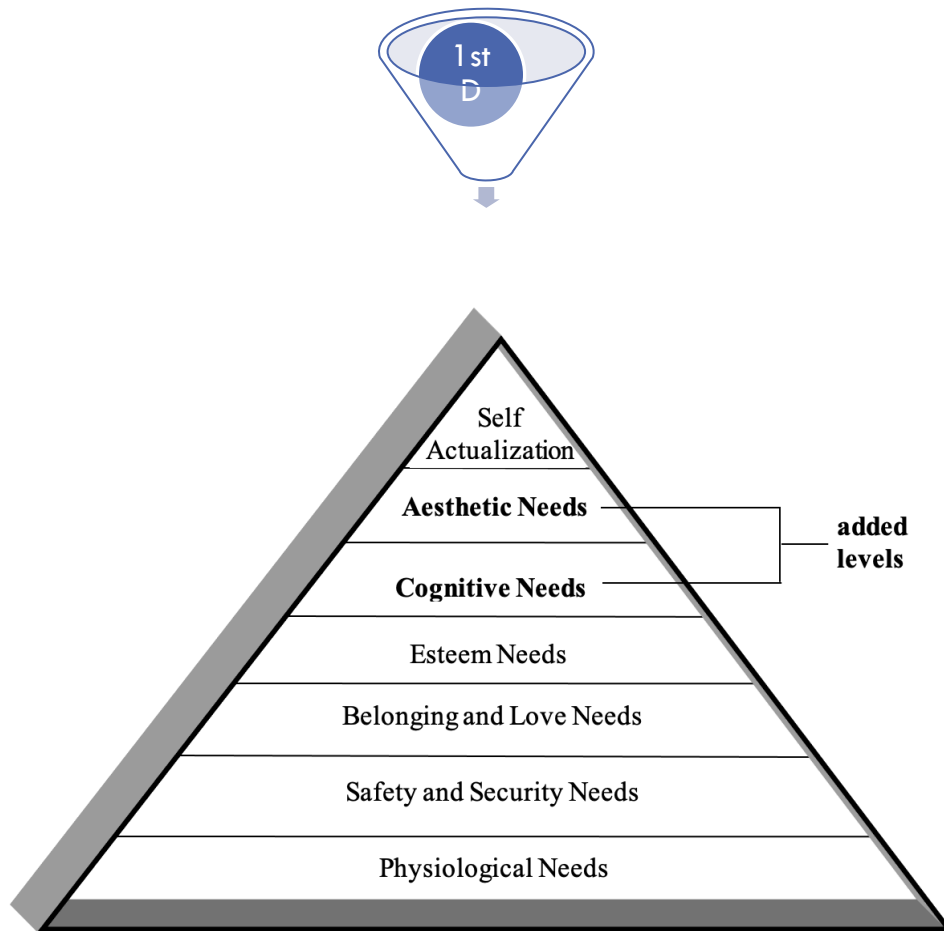 1st
D
Self
Actualization
Aesthetic Needs
Cognitive Needs
added
levels
Esteem Needs
Belonging and Love Needs
Safety and Security Needs
Physiological Needs